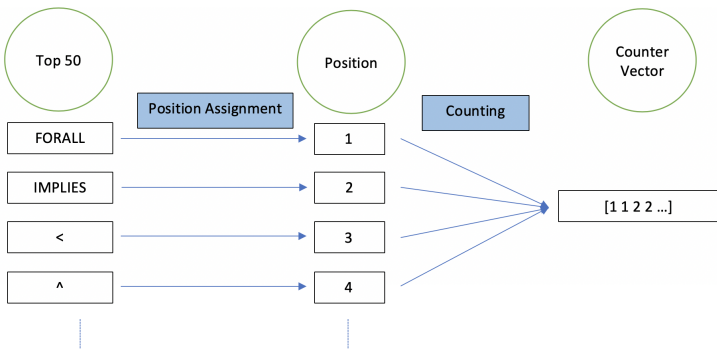 Top 50
Position
Counter
Vector
Position Assignment
Counting
FORALL
1
IMPLIES
2
[1 1 2 2 ...]
<
3
^
4